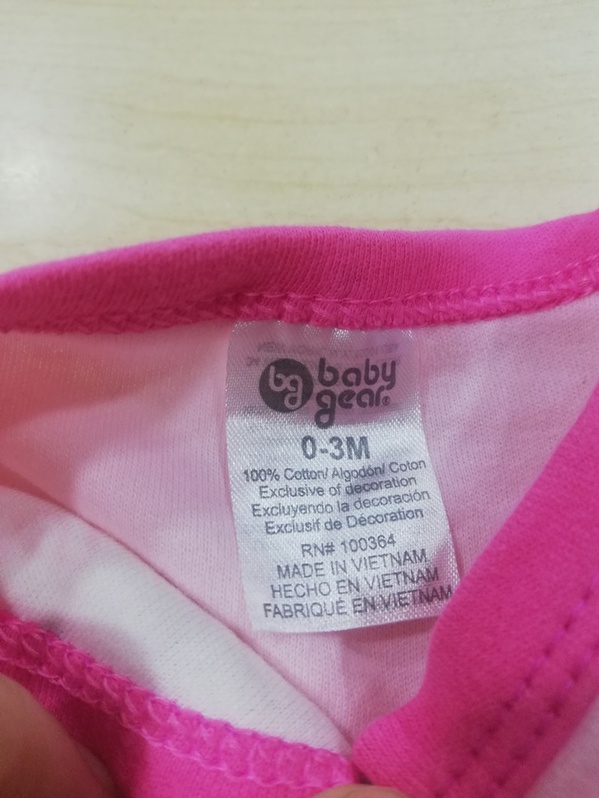 bg baby
gear®
0-3M
100% Cotton/ Algodón/ Coton
Exclusive of decoration
Excluyendo la decoración
Exclusif de Décoration
RN# 100364
MADE IN VIETNAM
HECHO EN VIETNAM
FABRIQUÉ EN VIETNAM